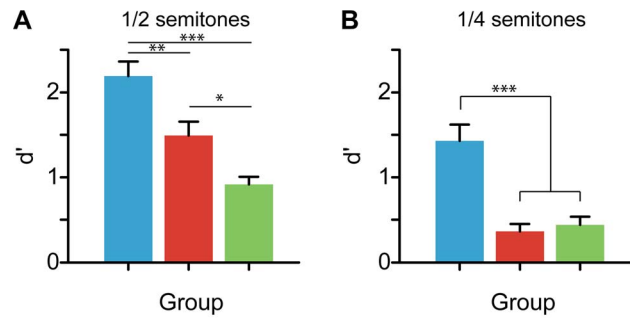 A
1/2 semitones
***
**
*
2
1
0
d'
Group
B
1/4 semitones
***
2
1
0
d'
Group